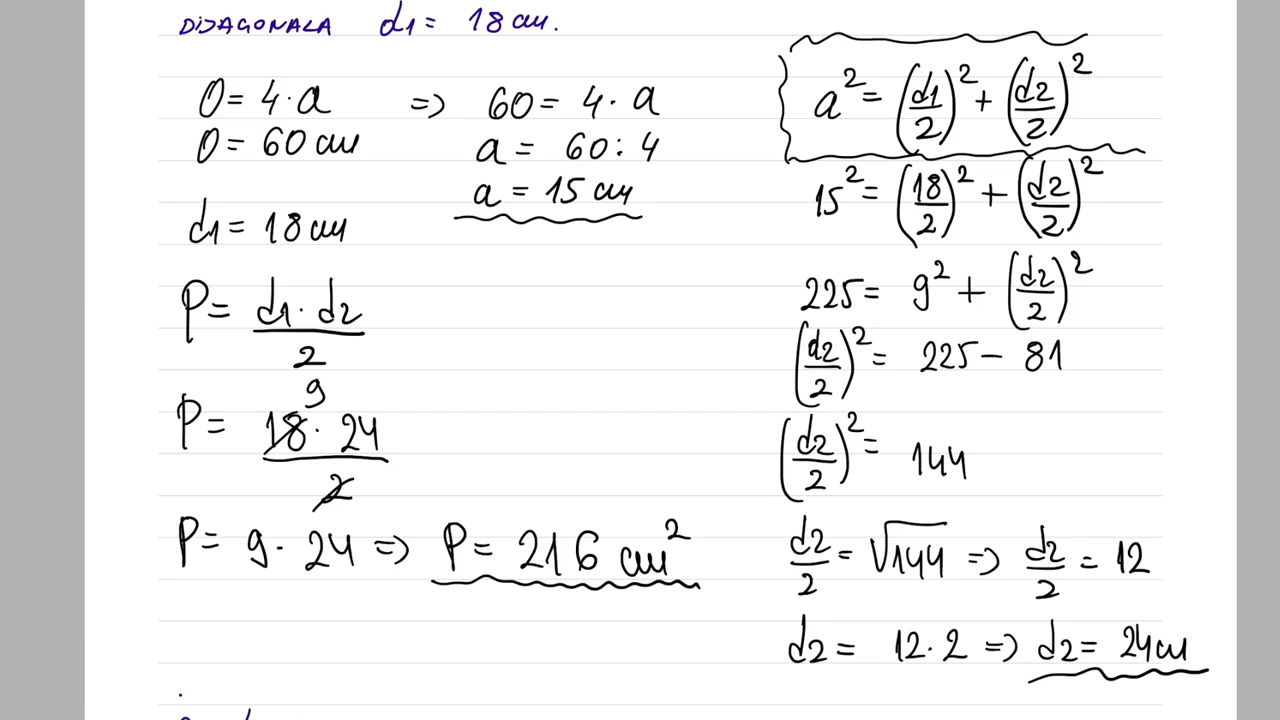 DIJAGONALA d1 = 18 cm.
O = 4 · a => 60 = 4 · a
O = 60 cm
a = 60 : 4
a = 15 cm
d1 = 18 cm
P = d1 · d2 / 2
P = 18 · 24 / 2
9
P = 9 · 24 => P = 216 cm²
a² = (d1/2)² + (d2/2)²
15² = (18/2)² + (d2/2)²
225 = 9² + (d2/2)²
(d2/2)² = 225 - 81
(d2/2)² = 144
d2/2 = √144 => d2/2 = 12
d2 = 12 · 2 => d2 = 24 cm